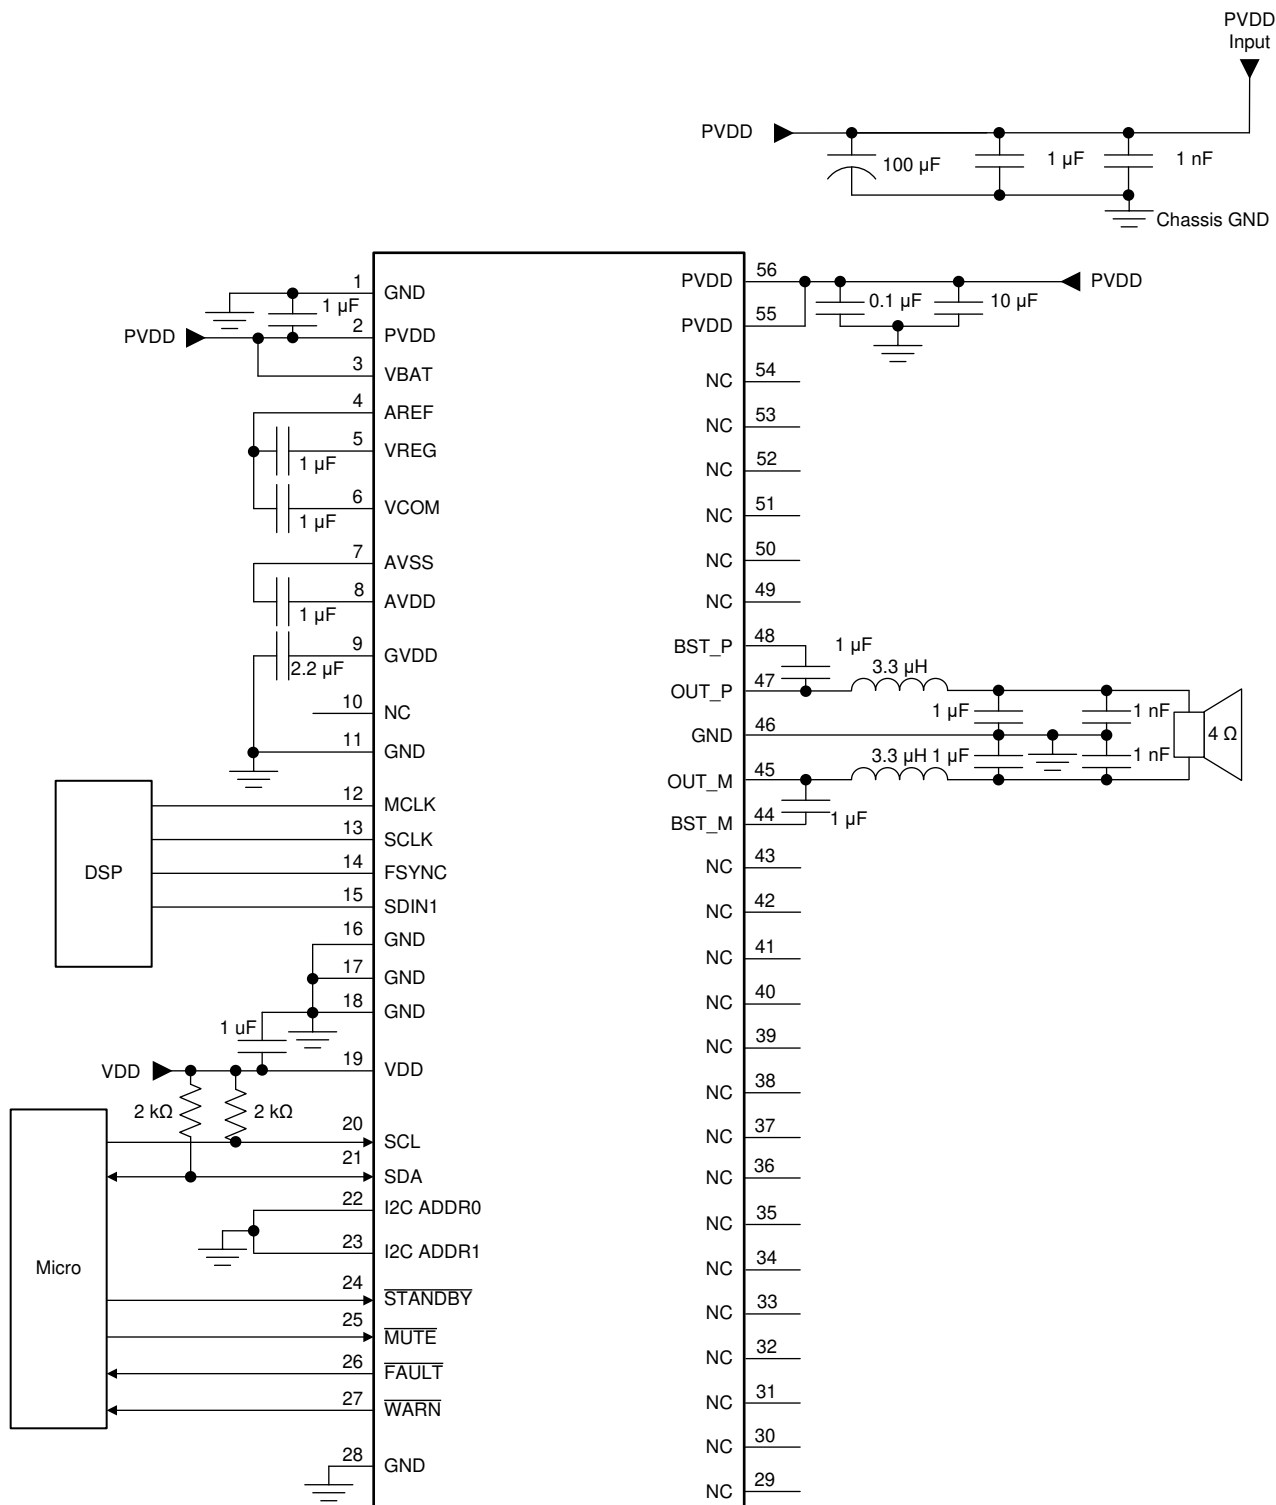 PVDD
Input
PVDD
100 µF
1 µF
1 nF
Chassis GND
1
GND
1 µF
PVDD
2
PVDD
3
VBAT
4
AREF
5
VREG
1 µF
6
VCOM
1 µF
7
AVSS
8
AVDD
1 µF
9
GVDD
2.2 µF
10
NC
11
GND
DSP
12
MCLK
13
SCLK
14
FSYNC
15
SDIN1
16
GND
17
GND
18
GND
1 uF
VDD
19
VDD
2 kΩ
2 kΩ
Micro
20
SCL
21
SDA
22
I2C ADDR0
23
I2C ADDR1
24
STANDBY
25
MUTE
26
FAULT
27
WARN
28
GND
PVDD
56
PVDD
0.1 µF
10 µF
PVDD
55
NC
54
NC
53
NC
52
NC
51
NC
50
NC
49
BST_P
48
1 µF
OUT_P
47
3.3 µH
1 µF
1 nF
GND
46
4 Ω
OUT_M
45
3.3 µH
1 µF
1 nF
BST_M
44
1 µF
NC
43
NC
42
NC
41
NC
40
NC
39
NC
38
NC
37
NC
36
NC
35
NC
34
NC
33
NC
32
NC
31
NC
30
NC
29